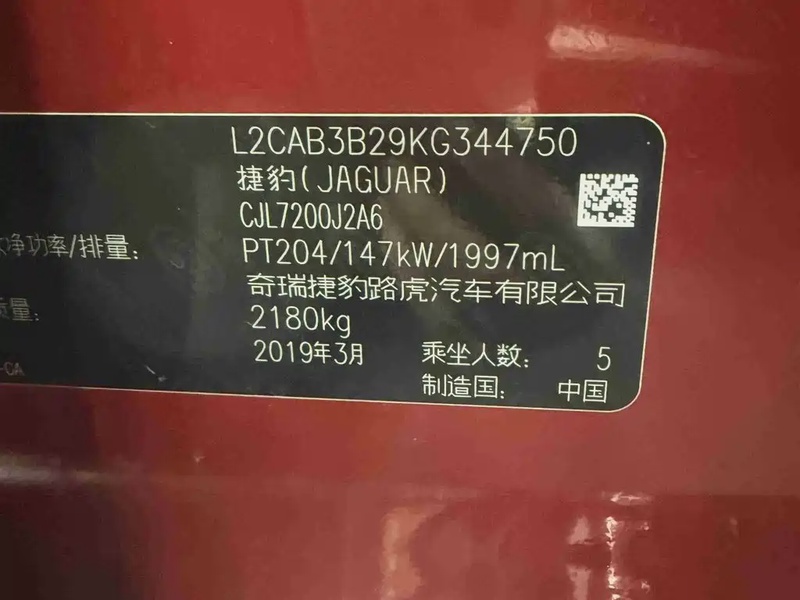 L2CAB3B29KG344750
捷豹(JAGUAR)
CJL7200J2A6
净功率/排量: PT204/147kW/1997mL
奇瑞捷豹路虎汽车有限公司
质量: 2180kg
2019年3月 乘坐人数: 5
-CA 制造国: 中国